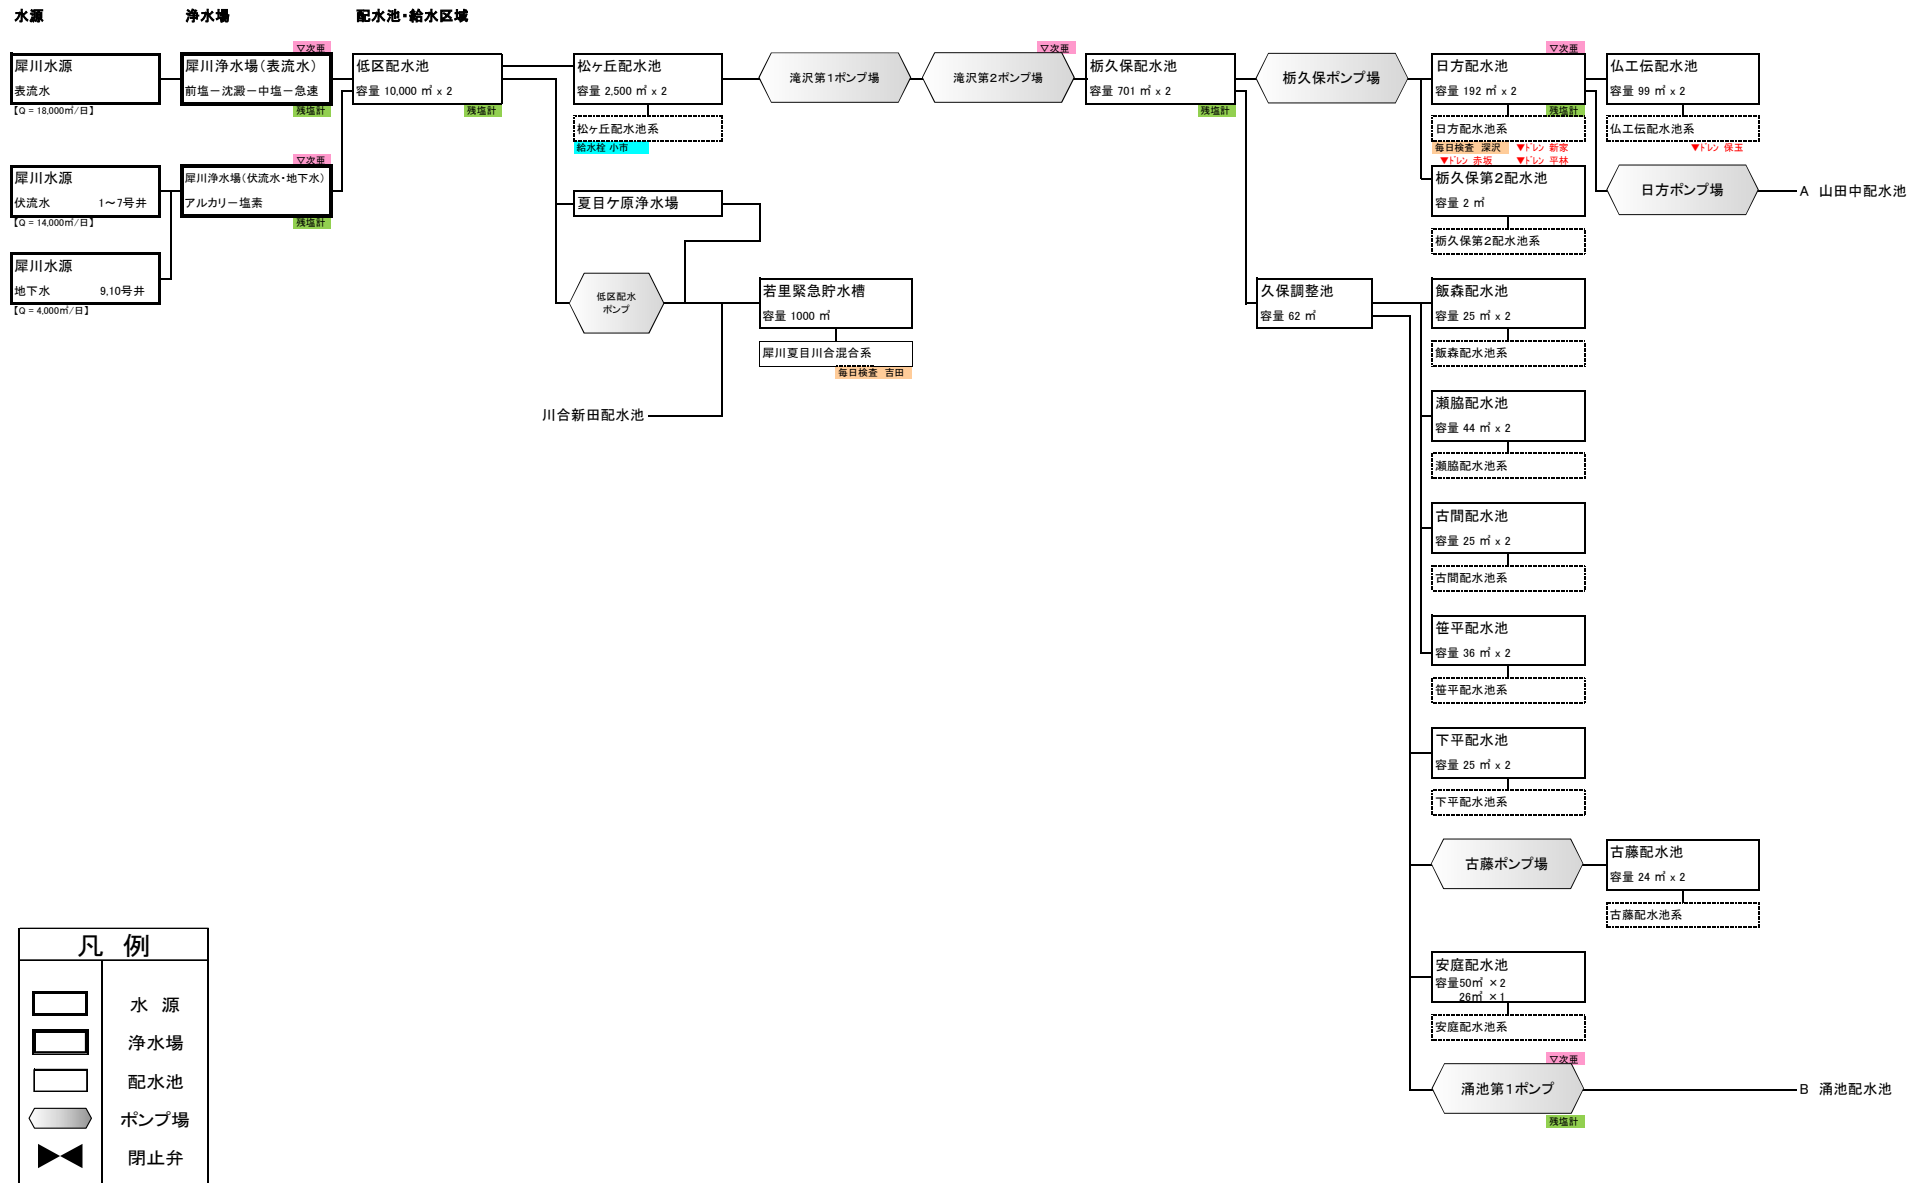 水源
浄水場
配水池・給水区域
▽次亜
▽次亜
▽次亜
犀川水源
表流水
【Q = 18,000㎥/日】
犀川浄水場(表流水)
前塩－沈澱－中塩－急速
残塩計
低区配水池
容量 10,000 ㎥ x 2
残塩計
松ヶ丘配水池
容量 2,500 ㎥ x 2
松ヶ丘配水池系
給水栓 小市
滝沢第1ポンプ場
滝沢第2ポンプ場
栃久保配水池
容量 701 ㎥ x 2
残塩計
栃久保ポンプ場
日方配水池
容量 192 ㎥ x 2
残塩計
日方配水池系
毎日検査 深沢
▼ドレン 新家
▼ドレン 赤坂
▼ドレン 平林
仏工伝配水池
容量 99 ㎥ x 2
仏工伝配水池系
▼ドレン 保玉
▽次亜
犀川水源
伏流水 1～7号井
【Q = 14,000㎥/日】
犀川浄水場(伏流水・地下水)
アルカリー塩素
残塩計
夏目ケ原浄水場
栃久保第2配水池
容量 2 ㎥
栃久保第2配水池系
日方ポンプ場
A 山田中配水池
犀川水源
地下水 9,10号井
【Q = 4,000㎥/日】
低区配水
ポンプ
若里緊急貯水槽
容量 1000 ㎥
犀川夏目川合混合系
毎日検査 吉田
川合新田配水池
久保調整池
容量 62 ㎥
飯森配水池
容量 25 ㎥ x 2
飯森配水池系
瀬脇配水池
容量 44 ㎥ x 2
瀬脇配水池系
古間配水池
容量 25 ㎥ x 2
古間配水池系
笹平配水池
容量 36 ㎥ x 2
笹平配水池系
下平配水池
容量 25 ㎥ x 2
下平配水池系
古藤ポンプ場
古藤配水池
容量 24 ㎥ x 2
古藤配水池系
安庭配水池
容量50㎥ ×2
26㎥ ×1
安庭配水池系
▽次亜
涌池第1ポンプ
残塩計
B 涌池配水池
凡 例
水 源
浄水場
配水池
ポンプ場
閉止弁